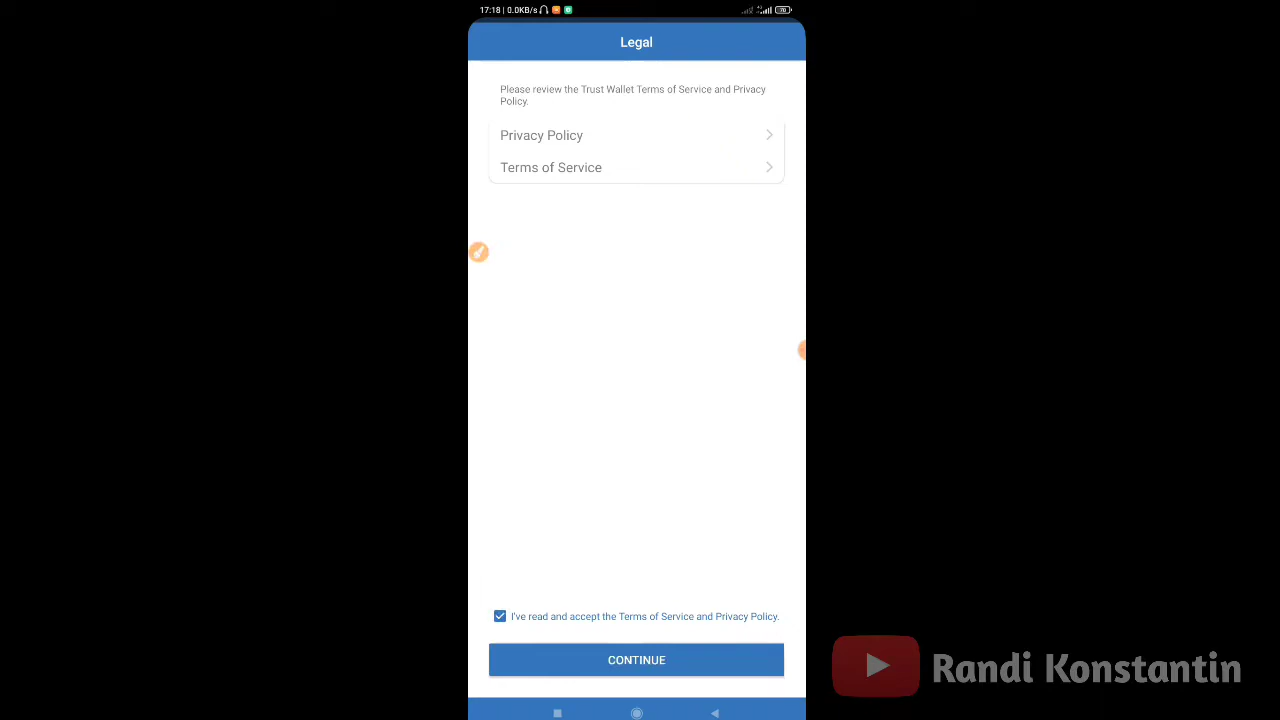 17:18 | 0.0KB/s
Legal
Please review the Trust Wallet Terms of Service and Privacy
Policy.
Privacy Policy
Terms of Service
I've read and accept the Terms of Service and Privacy Policy.
CONTINUE
Randi Konstantin